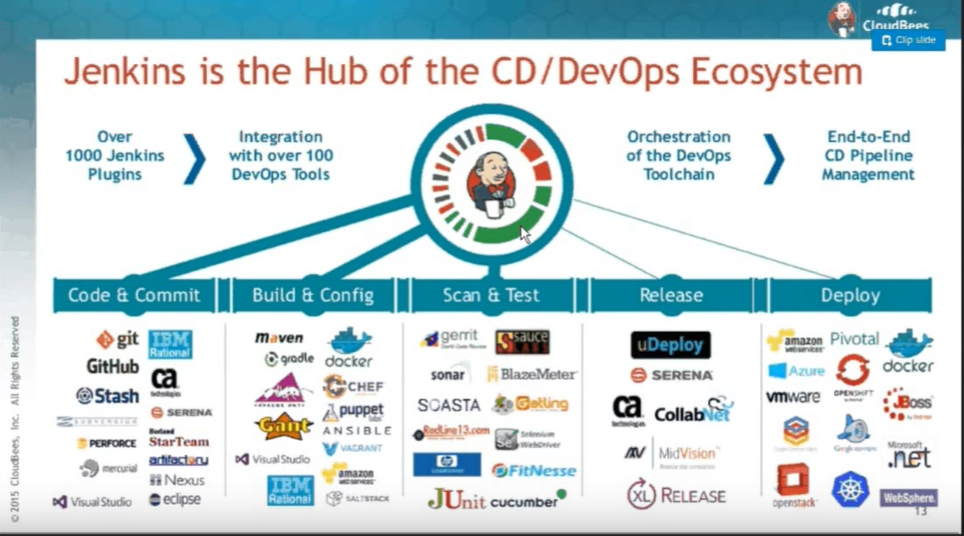 CloudBees
Clip slide
Jenkins is the Hub of the CD/DevOps Ecosystem
Over
1000 Jenkins
Plugins
Integration
with over 100
DevOps Tools
Orchestration
of the DevOps
Toolchain
End-to-End
CD Pipeline
Management
Code & Commit
Build & Config
Scan & Test
Release
Deploy
git
IBM
Rational
GitHub
Stash
ca
technologies
SUBVERSION
SERENA
PERFORCE
Borland
StarTeam
mercurial
artifactory
Nexus
Visual Studio
eclipse
maven
docker
gradle
CHEF
puppet
labs
Gant
ANSIBLE
VAGRANT
Visual Studio
amazon
webservices
IBM
Rational
SALTSTACK
gerrit
Gerrit Code Review
SAUCE
LABS
sonar
BlazeMeter
SOASTA
Gatling
RedLine13.com
Selenium
WebDriver
FitNesse
JUnit
cucumber
uDeploy
SERENA
ca
technologies
CollabNet
MidVision
XL RELEASE
amazon
webservices
Pivotal
docker
Azure
vmware
OPENSHIFT
JBoss
Microsoft
.net
openstack
WebSphere.
13
© 2015 CloudBees, Inc. All Rights Reserved